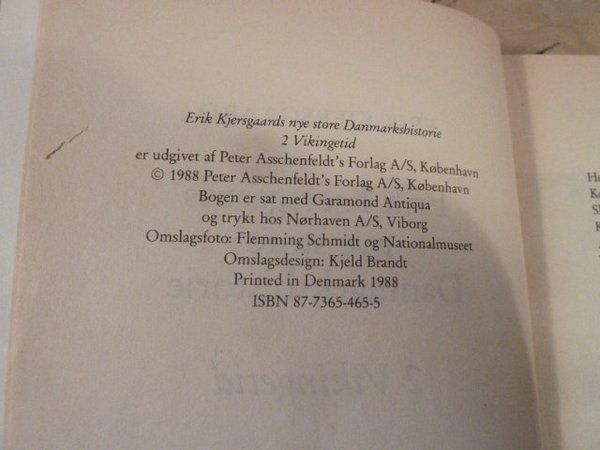 Erik Kjersgaards nye store Danmarkshistorie
2 Vikingetid
er udgivet af Peter Asschenfeldt's Forlag A/S, København
© 1988 Peter Asschenfeldt's Forlag A/S, København
Bogen er sat med Garamond Antiqua
og trykt hos Nørhaven A/S, Viborg
Omslagsfoto: Flemming Schmidt og Nationalmuseet
Omslagsdesign: Kjeld Brandt
Printed in Denmark 1988
ISBN 87-7365-465-5
2 Vikingetid